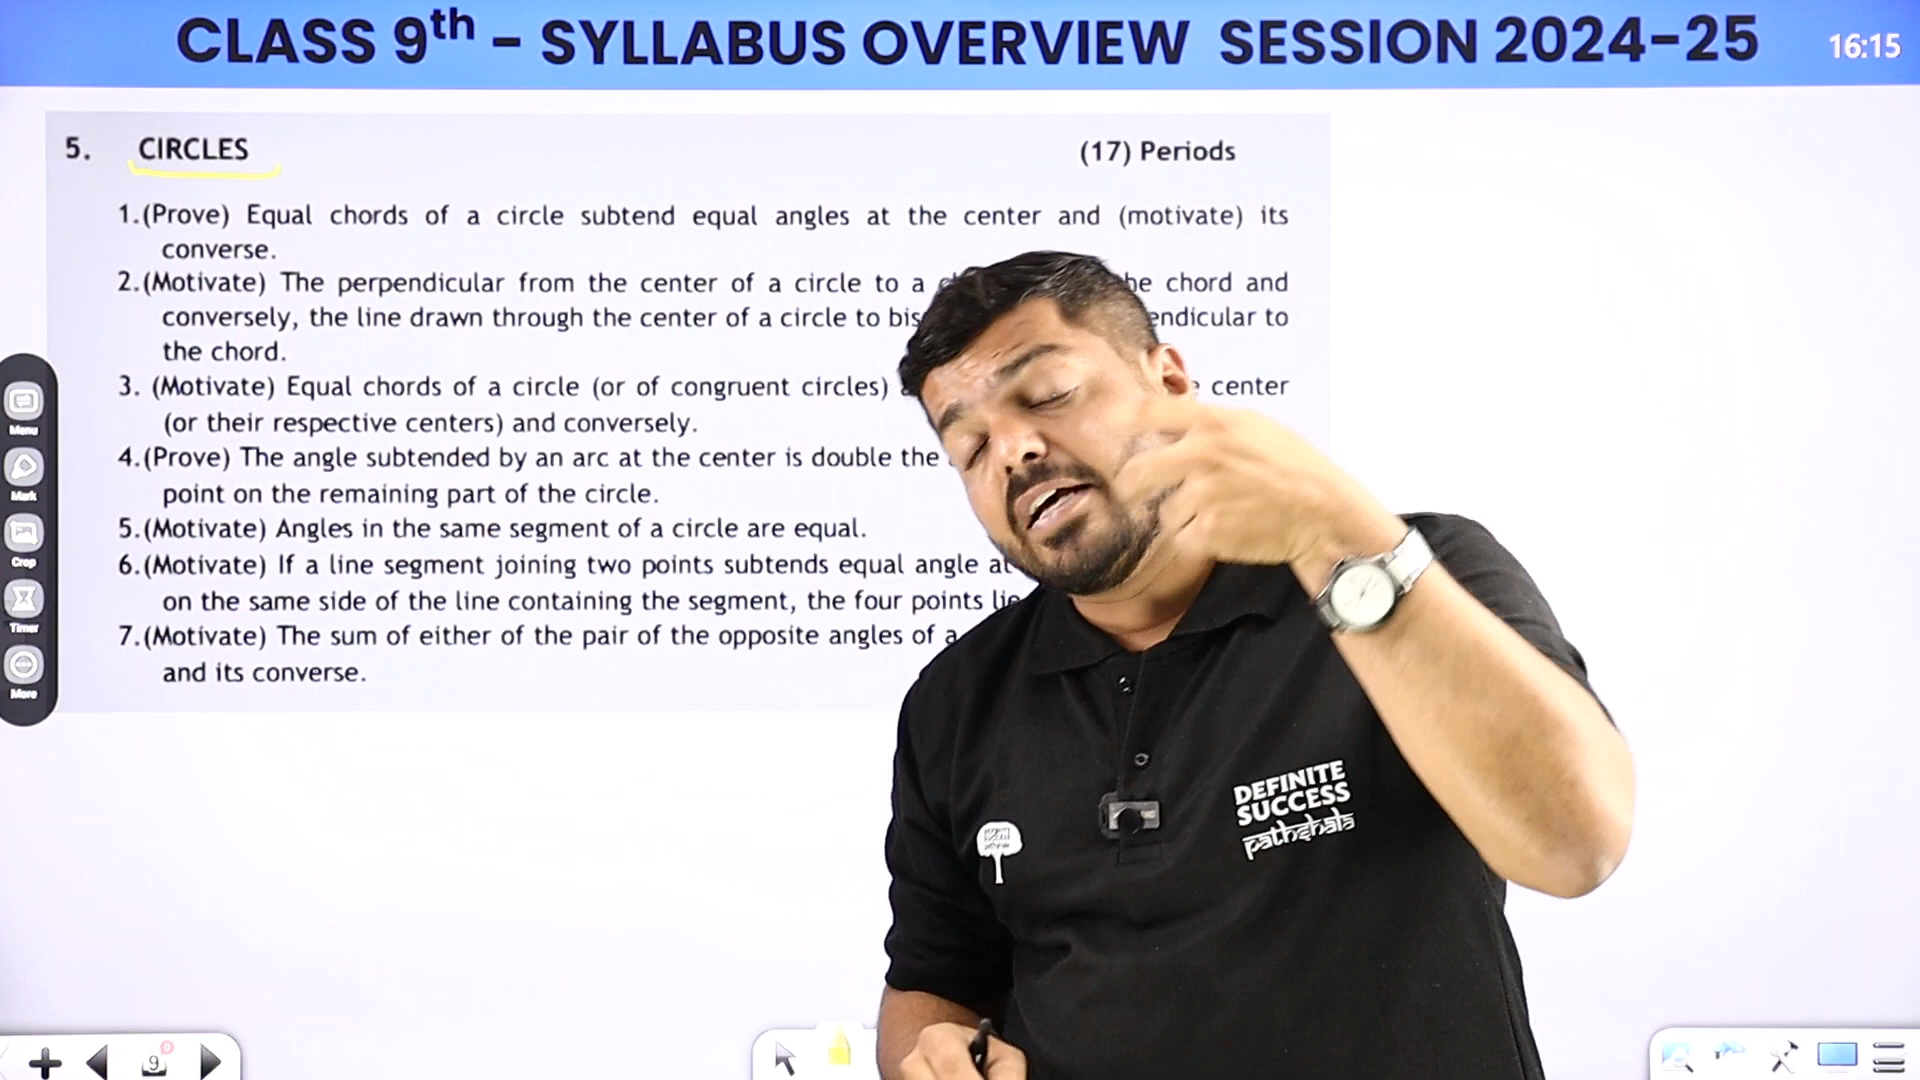 CLASS 9th - SYLLABUS OVERVIEW SESSION 2024-25
16:15
5. CIRCLES (17) Periods
1.(Prove) Equal chords of a circle subtend equal angles at the center and (motivate) its
converse.
2.(Motivate) The perpendicular from the center of a circle to a he chord and
conversely, the line drawn through the center of a circle to bis endicular to
the chord.
3. (Motivate) Equal chords of a circle (or of congruent circles) center
(or their respective centers) and conversely.
4.(Prove) The angle subtended by an arc at the center is double the
point on the remaining part of the circle.
5.(Motivate) Angles in the same segment of a circle are equal.
6.(Motivate) If a line segment joining two points subtends equal angle at
on the same side of the line containing the segment, the four points lie
7.(Motivate) The sum of either of the pair of the opposite angles of a
and its converse.
Menu
Mark
Crop
Timer
More
DEFINITE
SUCCESS
pathshala
9